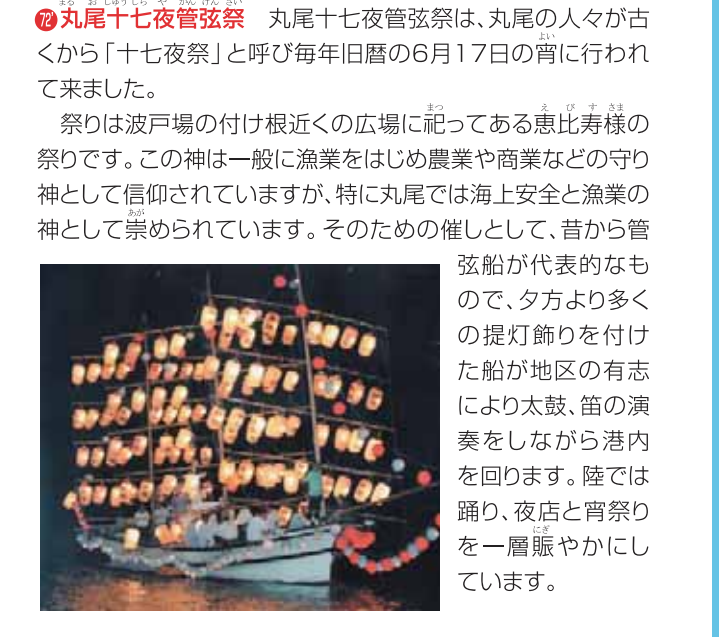 72 丸尾十七夜管弦祭　丸尾十七夜管弦祭は、丸尾の人々が古
くから「十七夜祭」と呼び毎年旧暦の6月17日の宵に行われ
て来ました。
　祭りは波戸場の付け根近くの広場に祀ってある恵比寿様の
祭りです。この神は一般に漁業をはじめ農業や商業などの守り
神として信仰されていますが、特に丸尾では海上安全と漁業の
神として崇められています。そのための催しとして、昔から管
弦船が代表的なも
ので、夕方より多く
の提灯飾りを付け
た船が地区の有志
により太鼓、笛の演
奏をしながら港内
を回ります。陸では
踊り、夜店と宵祭り
を一層賑やかにし
ています。